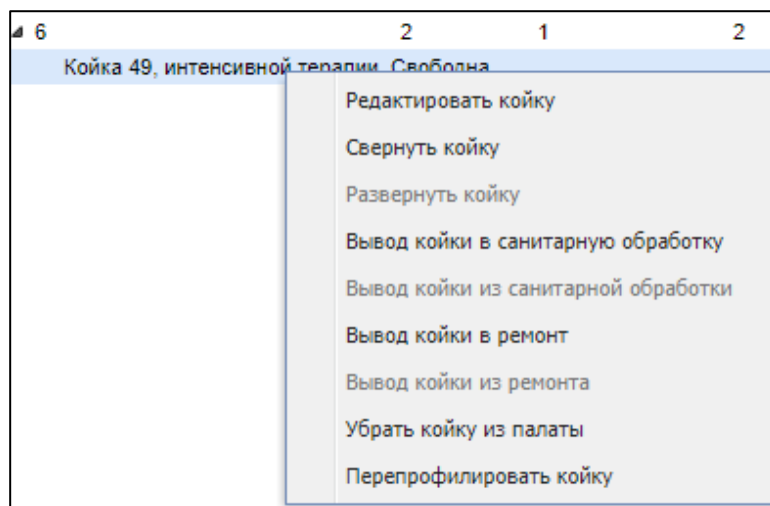 6 2 1 2
Койка 49, интенсивной терапии. Свободна
Редактировать койку
Свернуть койку
Развернуть койку
Вывод койки в санитарную обработку
Вывод койки из санитарной обработки
Вывод койки в ремонт
Вывод койки из ремонта
Убрать койку из палаты
Перепрофилировать койку